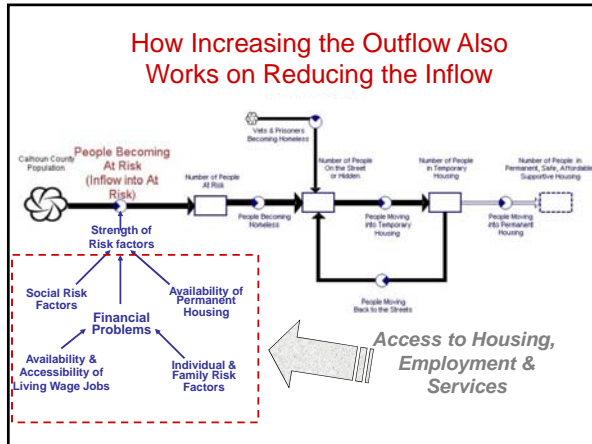 How Increasing the Outflow Also
Works on Reducing the Inflow
Vets & Prisoners
Becoming Homeless
People Becoming
At Risk
(Inflow into At
Risk)
Calhoun County
Population
Number of People
At Risk
Number of People
On the Street
or Hidden
Number of People
in Temporary
Housing
Number of People in
Permanent, Safe, Affordable
Supportive Housing
People Becoming
Homeless
People Moving
into Temporary
Housing
People Moving
into Permanent
Housing
Strength of
Risk factors
People Moving
Back to the Streets
Social Risk
Factors
Availability of
Permanent
Housing
Financial
Problems
Availability &
Accessibility of
Living Wage Jobs
Individual &
Family Risk
Factors
Access to Housing,
Employment &
Services